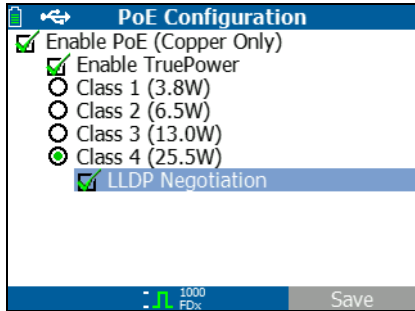 PoE Configuration
Enable PoE (Copper Only)
Enable TruePower
Class 1 (3.8W)
Class 2 (6.5W)
Class 3 (13.0W)
Class 4 (25.5W)
LLDP Negotiation
1000
FDx
Save